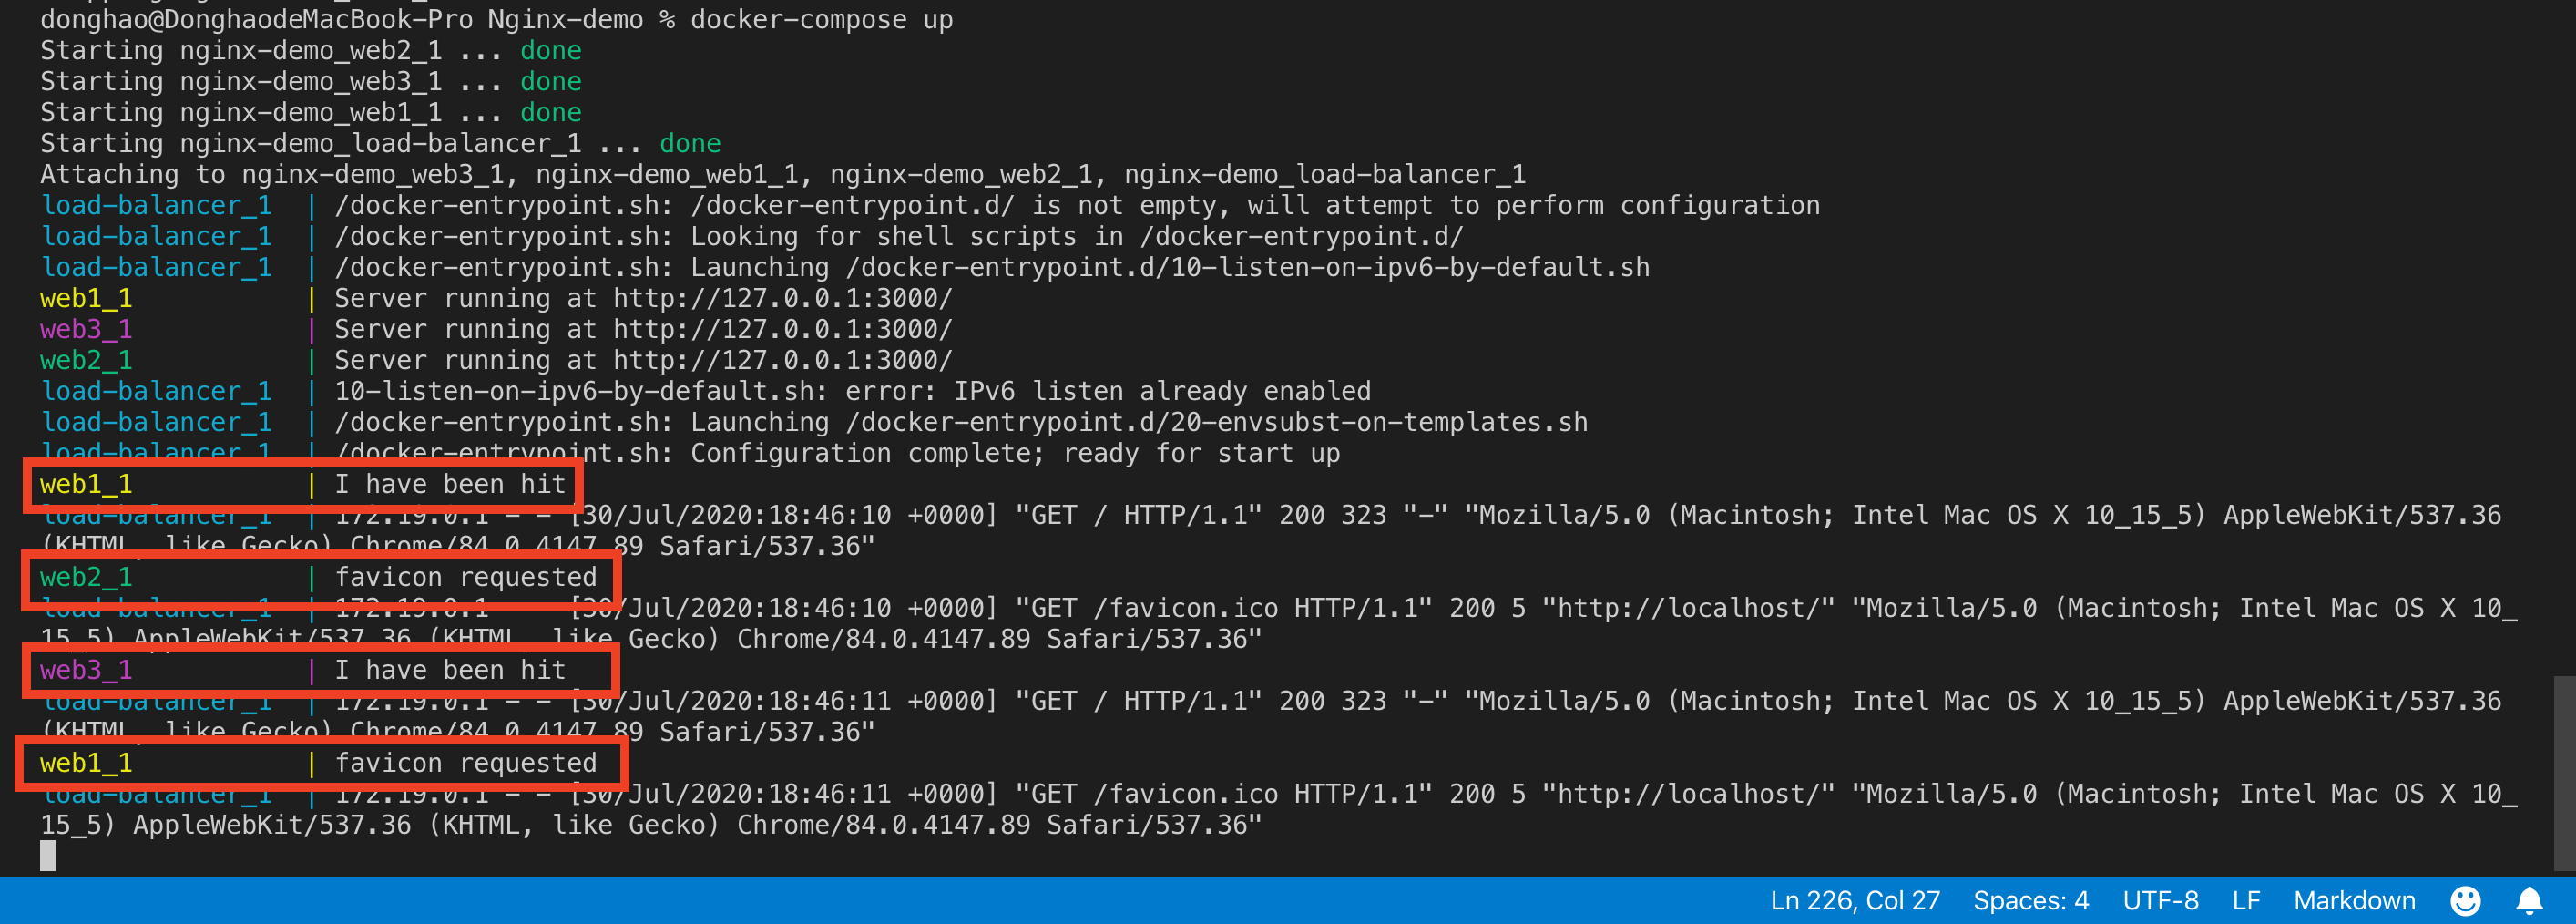 donghao@DonghaodeMacBook-Pro Nginx-demo % docker-compose up
Starting nginx-demo_web2_1 ... done
Starting nginx-demo_web3_1 ... done
Starting nginx-demo_web1_1 ... done
Starting nginx-demo_load-balancer_1 ... done
Attaching to nginx-demo_web3_1, nginx-demo_web1_1, nginx-demo_web2_1, nginx-demo_load-balancer_1
load-balancer_1  | /docker-entrypoint.sh: /docker-entrypoint.d/ is not empty, will attempt to perform configuration
load-balancer_1  | /docker-entrypoint.sh: Looking for shell scripts in /docker-entrypoint.d/
load-balancer_1  | /docker-entrypoint.sh: Launching /docker-entrypoint.d/10-listen-on-ipv6-by-default.sh
web1_1           | Server running at http://127.0.0.1:3000/
web3_1           | Server running at http://127.0.0.1:3000/
web2_1           | Server running at http://127.0.0.1:3000/
load-balancer_1  | 10-listen-on-ipv6-by-default.sh: error: IPv6 listen already enabled
load-balancer_1  | /docker-entrypoint.sh: Launching /docker-entrypoint.d/20-envsubst-on-templates.sh
load-balancer_1  | /docker-entrypoint.sh: Configuration complete; ready for start up
web1_1           | I have been hit
load-balancer_1  | 172.19.0.1 - - [30/Jul/2020:18:46:10 +0000] "GET / HTTP/1.1" 200 323 "-" "Mozilla/5.0 (Macintosh; Intel Mac OS X 10_15_5) AppleWebKit/537.36
(KHTML, like Gecko) Chrome/84.0.4147.89 Safari/537.36"
web2_1           | favicon requested
load-balancer_1  | 172.19.0.1 - - [30/Jul/2020:18:46:10 +0000] "GET /favicon.ico HTTP/1.1" 200 5 "http://localhost/" "Mozilla/5.0 (Macintosh; Intel Mac OS X 10_
15_5) AppleWebKit/537.36 (KHTML, like Gecko) Chrome/84.0.4147.89 Safari/537.36"
web3_1           | I have been hit
load-balancer_1  | 172.19.0.1 - - [30/Jul/2020:18:46:11 +0000] "GET / HTTP/1.1" 200 323 "-" "Mozilla/5.0 (Macintosh; Intel Mac OS X 10_15_5) AppleWebKit/537.36
(KHTML, like Gecko) Chrome/84.0.4147.89 Safari/537.36"
web1_1           | favicon requested
load-balancer_1  | 172.19.0.1 - - [30/Jul/2020:18:46:11 +0000] "GET /favicon.ico HTTP/1.1" 200 5 "http://localhost/" "Mozilla/5.0 (Macintosh; Intel Mac OS X 10_
15_5) AppleWebKit/537.36 (KHTML, like Gecko) Chrome/84.0.4147.89 Safari/537.36"
Ln 226, Col 27 Spaces: 4 UTF-8 LF Markdown